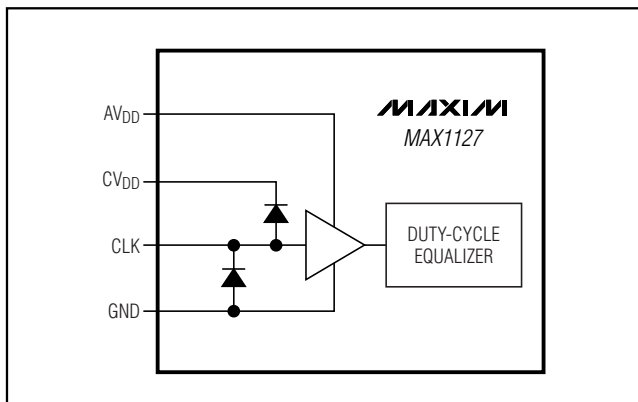 AVDD
MAXIM
MAX1127
CVDD
CLK
DUTY-CYCLE
EQUALIZER
GND